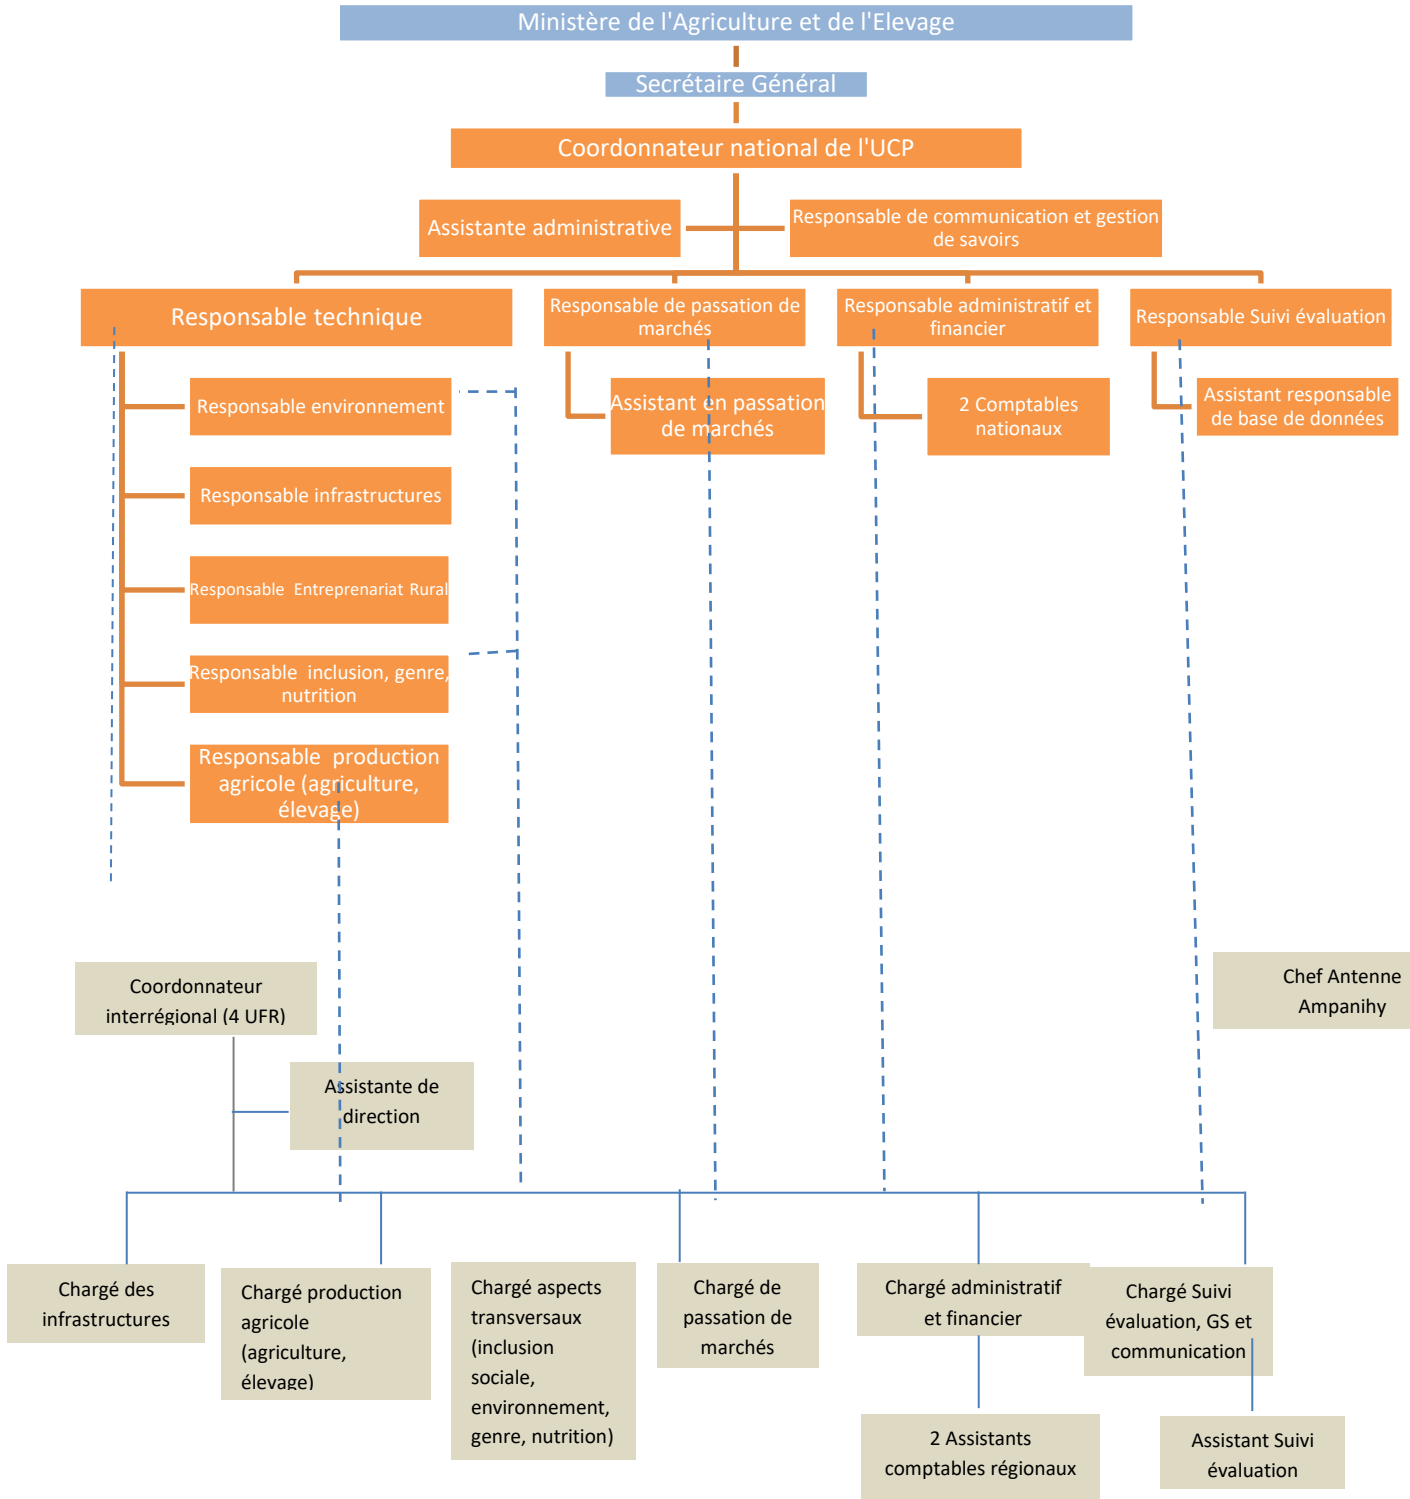 Ministère de l'Agriculture et de l'Elevage
Secrétaire Général
Coordonnateur national de l'UCP
Assistante administrative
Responsable de communication et gestion
de savoirs
Responsable technique
Responsable de passation de
marchés
Responsable administratif et
financier
Responsable Suivi évaluation
Responsable environnement
Assistant en passation
de marchés
2 Comptables
nationaux
Assistant responsable
de base de données
Responsable infrastructures
Responsable Entreprenariat Rural
Responsable inclusion, genre,
nutrition
Responsable production
agricole (agriculture,
élevage)
Coordonnateur
interrégional (4 UFR)
Chef Antenne
Ampanihy
Assistante de
direction
Chargé des
infrastructures
Chargé production
agricole
(agriculture,
élevage)
Chargé aspects
transversaux
(inclusion
sociale,
environnement,
genre, nutrition)
Chargé de
passation de
marchés
Chargé administratif
et financier
Chargé Suivi
évaluation, GS et
communication
2 Assistants
comptables régionaux
Assistant Suivi
évaluation